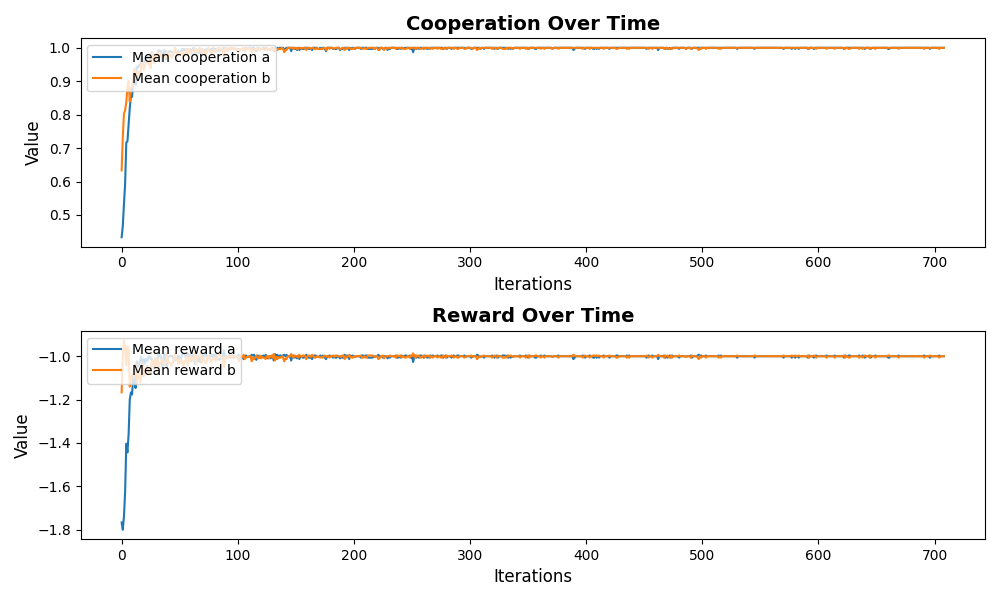 Cooperation Over Time
Mean cooperation a
Mean cooperation b
Value
1.0
0.9
0.8
0.7
0.6
0.5
0 100 200 300 400 500 600 700
Iterations
Reward Over Time
Mean reward a
Mean reward b
Value
−1.0
−1.2
−1.4
−1.6
−1.8
0 100 200 300 400 500 600 700
Iterations